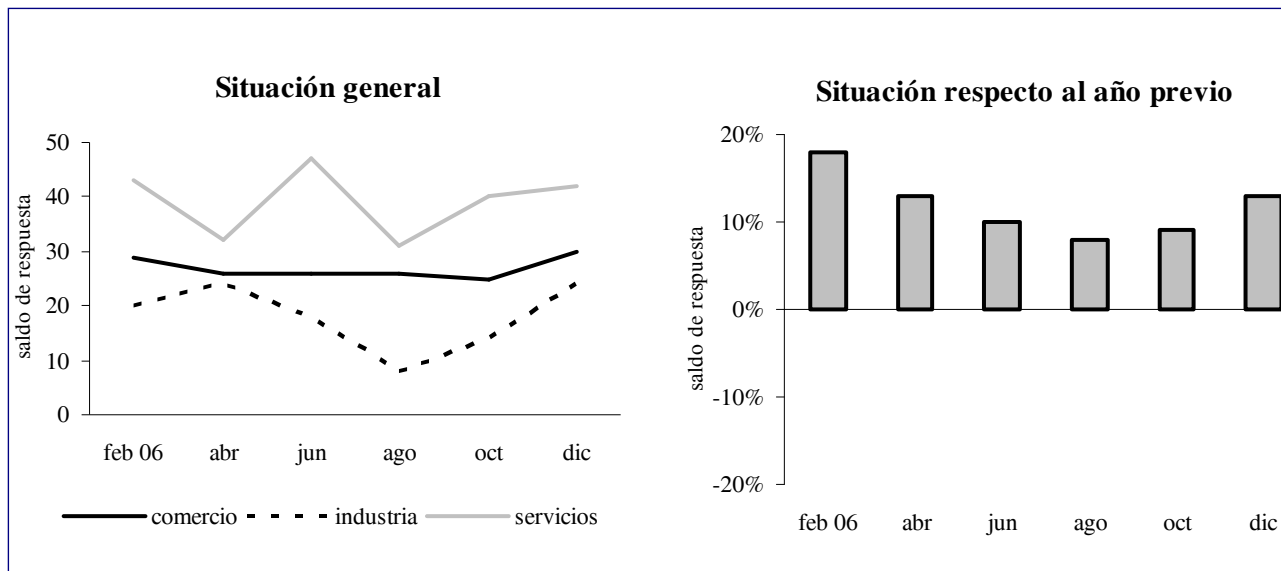 Situación general
50
40
30
20
10
0
saldo de respuesta
feb 06 abr jun ago oct dic
comercio industria servicios
Situación respecto al año previo
20%
10%
0%
-10%
-20%
saldo de respuesta
feb 06 abr jun ago oct dic